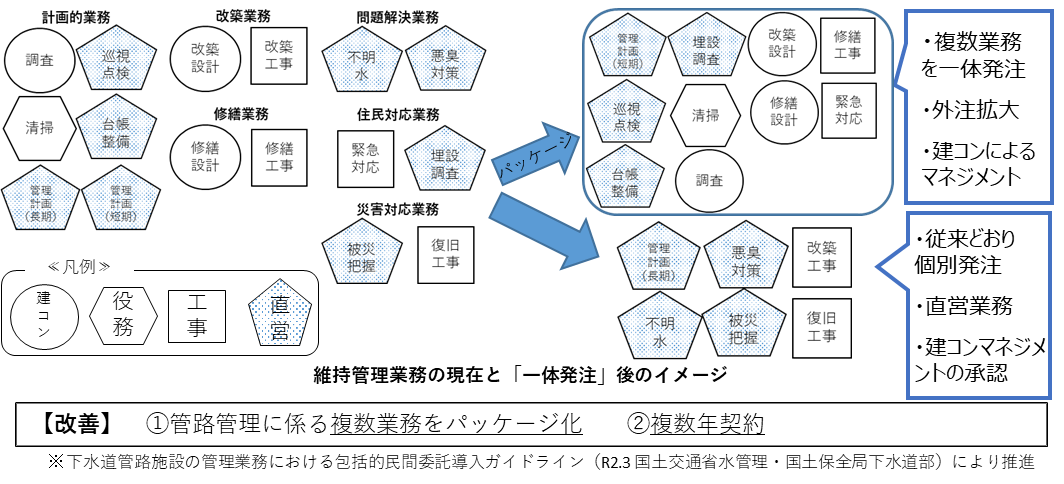 計画的業務
調査
巡視
点検
清掃
台帳
整備
管理
計画
(長期)
管理
計画
(短期)
改築業務
改築
設計
改築
工事
修繕業務
修繕
設計
修繕
工事
問題解決業務
不明
水
悪臭
対策
住民対応業務
緊急
対応
埋設
調査
災害対応業務
被災
把握
復旧
工事
≪凡例≫
建コン
役務
工事
直営
パッケージ
管理
計画
(短期)
埋設
調査
改築
設計
修繕
工事
巡視
点検
清掃
修繕
設計
緊急
対応
台帳
整備
調査
・複数業務
を一体発注
・外注拡大
・建コンによる
マネジメント
管理
計画
(長期)
悪臭
対策
改築
工事
不明
水
被災
把握
復旧
工事
・従来どおり
個別発注
・直営業務
・建コンマネジメ
ントの承認
維持管理業務の現在と「一体発注」後のイメージ
【改善】 ①管路管理に係る複数業務をパッケージ化 ②複数年契約
※下水道管路施設の管理業務における包括的民間委託導入ガイドライン（R2.3 国土交通省水管理・国土保全局下水道部）により推進